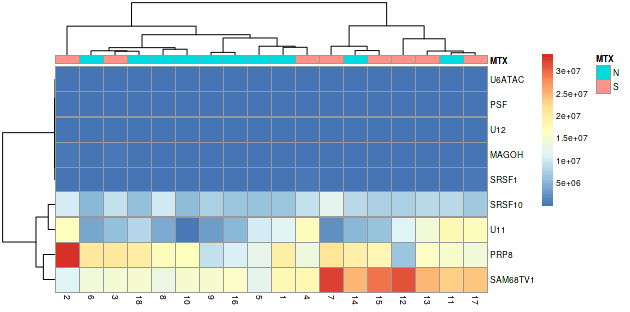 MTX
U6ATAC
PSF
U12
MAGOH
SRSF1
SRSF10
U11
PRP8
SAM68TV1
2 6 3 18 8 10 9 16 5 1 4 7 14 15 12 13 11 17
3e+07
2.5e+07
2e+07
1.5e+07
1e+07
5e+06
MTX
N
S